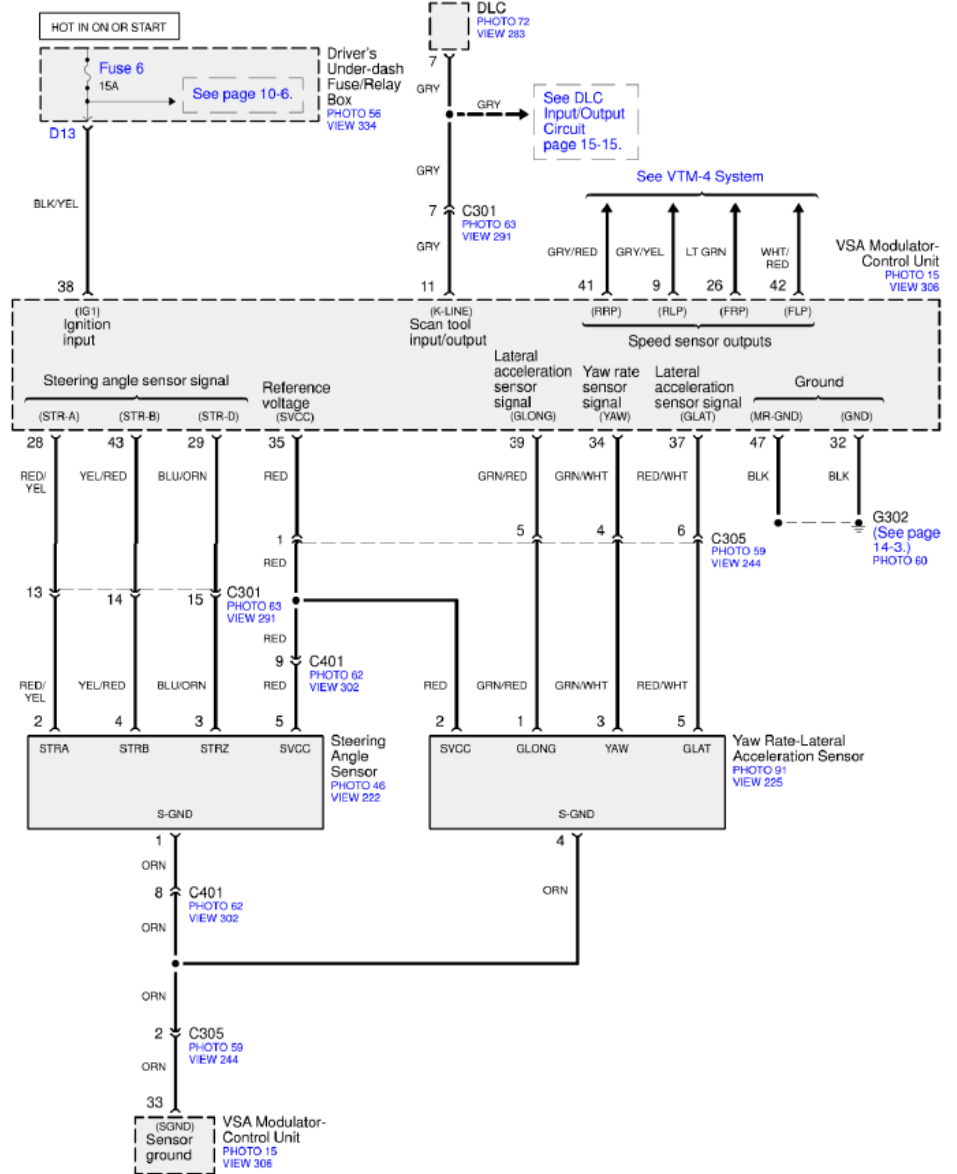 HOT IN ON OR START
Fuse 6
15A
See page 10-6.
Driver's
Under-dash
Fuse/Relay
Box
PHOTO 56
VIEW 334
D13
BLK/YEL
38
DLC
PHOTO 72
VIEW 283
7
GRY
GRY
See DLC
Input/Output
Circuit
page 15-15.
GRY
7
C301
PHOTO 63
VIEW 291
GRY
11
See VTM-4 System
GRY/RED
GRY/YEL
LT GRN
WHT/
RED
41
9
26
42
VSA Modulator-
Control Unit
PHOTO 15
VIEW 306
(IG1)
Ignition
input
(K-LINE)
Scan tool
input/output
(RRP)
(RLP)
(FRP)
(FLP)
Speed sensor outputs
Steering angle sensor signal
(STR-A)
(STR-B)
(STR-D)
Reference
voltage
(SVCC)
Lateral
acceleration
sensor
signal
(GLONG)
Yaw rate
sensor
signal
(YAW)
Lateral
acceleration
sensor signal
(GLAT)
Ground
(MR-GND)
(GND)
28
43
29
35
39
34
37
47
32
RED/
YEL
YEL/RED
BLU/ORN
RED
GRN/RED
GRN/WHT
RED/WHT
BLK
BLK
G302
(See page
14-3.)
PHOTO 60
1
5
4
6
C305
PHOTO 59
VIEW 244
RED
13
14
15
C301
PHOTO 63
VIEW 291
RED
9
C401
PHOTO 62
VIEW 302
RED/
YEL
YEL/RED
BLU/ORN
RED
RED
GRN/RED
GRN/WHT
RED/WHT
2
4
3
5
2
1
3
5
STRA
STRB
STRZ
SVCC
S-GND
Steering
Angle
Sensor
PHOTO 46
VIEW 222
SVCC
GLONG
YAW
GLAT
S-GND
Yaw Rate-Lateral
Acceleration Sensor
PHOTO 91
VIEW 225
1
4
ORN
ORN
8
C401
PHOTO 62
VIEW 302
ORN
ORN
2
C305
PHOTO 59
VIEW 244
ORN
33
(SGND)
Sensor
ground
VSA Modulator-
Control Unit
PHOTO 15
VIEW 306